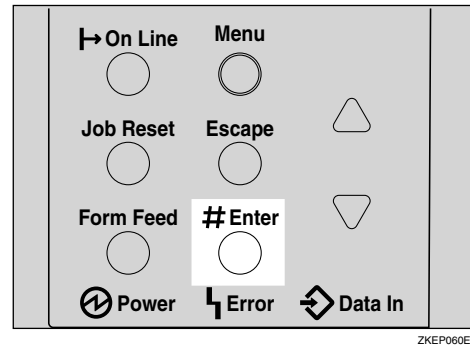 On Line Menu
Job Reset Escape
Form Feed # Enter
Power Error Data In
ZKEP060E